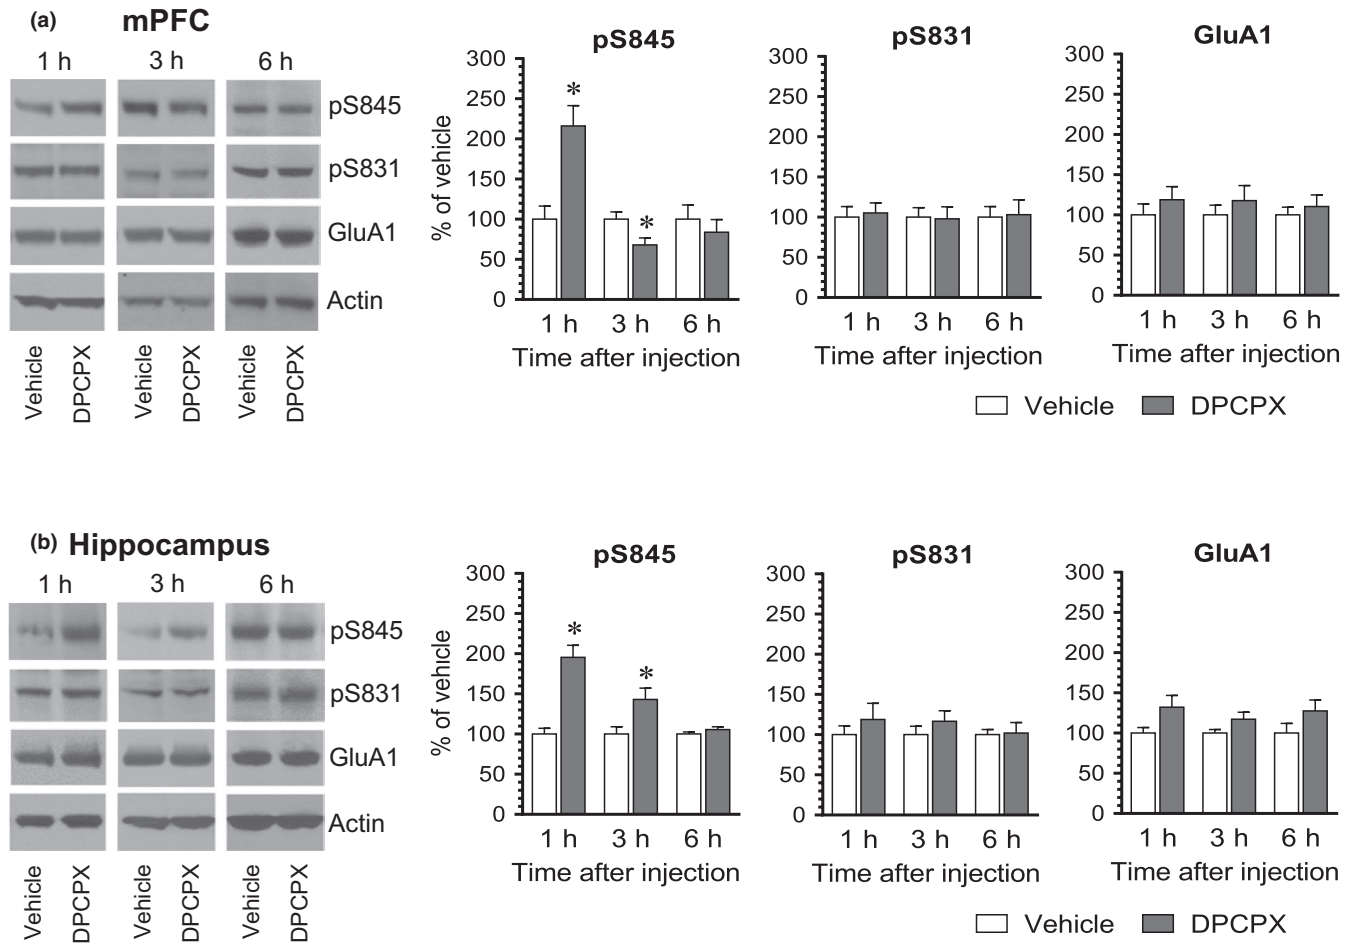 (a) mPFC
1 h 3 h 6 h
pS845
pS831
GluA1
Actin
Vehicle DPCPX Vehicle DPCPX Vehicle DPCPX
pS845
% of vehicle
300
250
200
150
100
50
0
*
*
1 h 3 h 6 h
Time after injection
pS831
300
250
200
150
100
50
0
1 h 3 h 6 h
Time after injection
GluA1
300
250
200
150
100
50
0
1 h 3 h 6 h
Time after injection
Vehicle DPCPX
(b) Hippocampus
1 h 3 h 6 h
pS845
pS831
GluA1
Actin
Vehicle DPCPX Vehicle DPCPX Vehicle DPCPX
pS845
% of vehicle
300
250
200
150
100
50
0
*
*
1 h 3 h 6 h
Time after injection
pS831
300
250
200
150
100
50
0
1 h 3 h 6 h
Time after injection
GluA1
300
250
200
150
100
50
0
1 h 3 h 6 h
Time after injection
Vehicle DPCPX